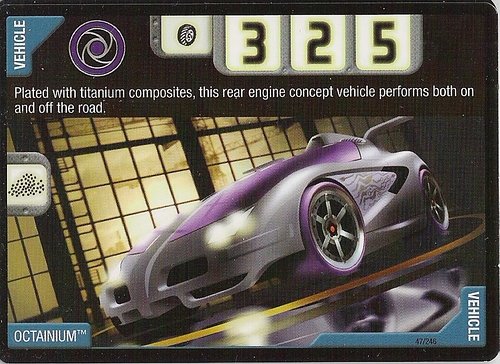 VEHICLE
3 2 5
Plated with titanium composites, this rear engine concept vehicle performs both on
and off the road.
OCTAINIUM™
47/246
VEHICLE